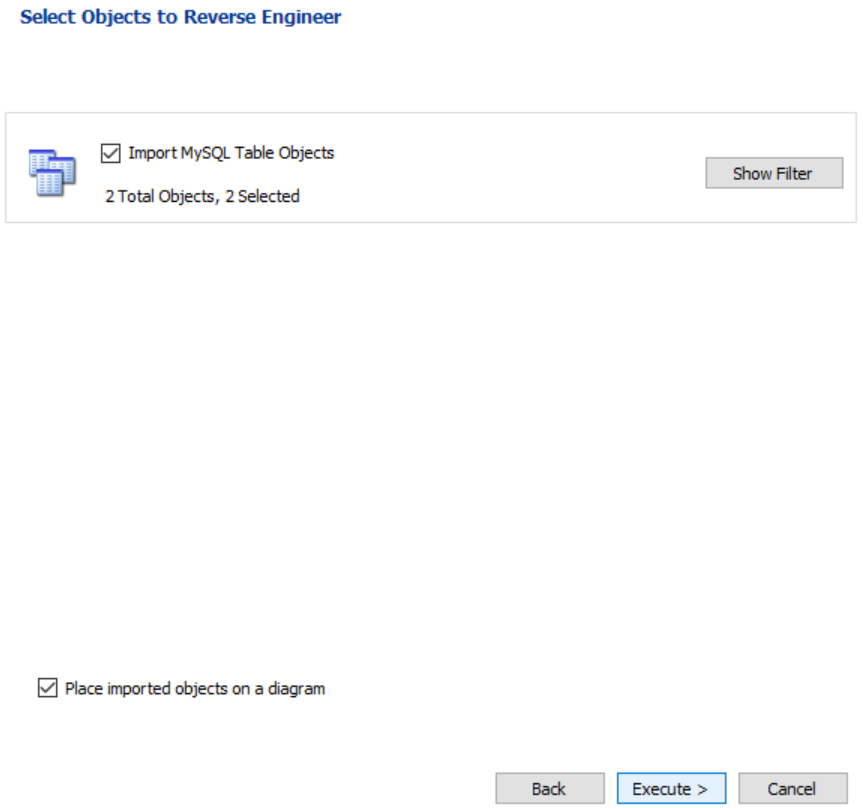 Select Objects to Reverse Engineer
Import MySQL Table Objects
2 Total Objects, 2 Selected
Show Filter
Place imported objects on a diagram
Back
Execute >
Cancel